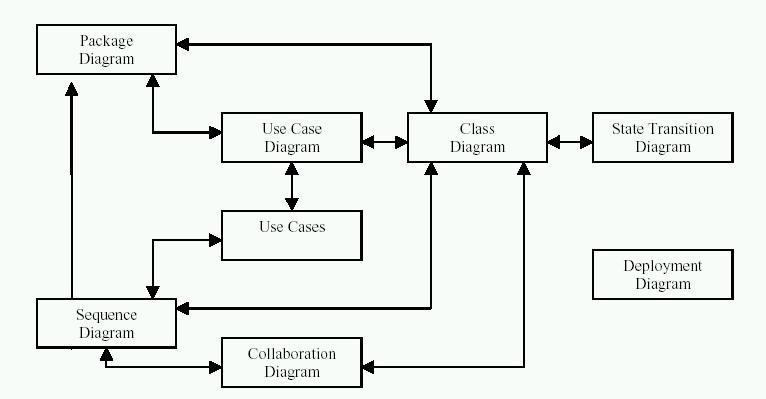 Package
Diagram
Use Case
Diagram
Class
Diagram
State Transition
Diagram
Use Cases
Deployment
Diagram
Sequence
Diagram
Collaboration
Diagram